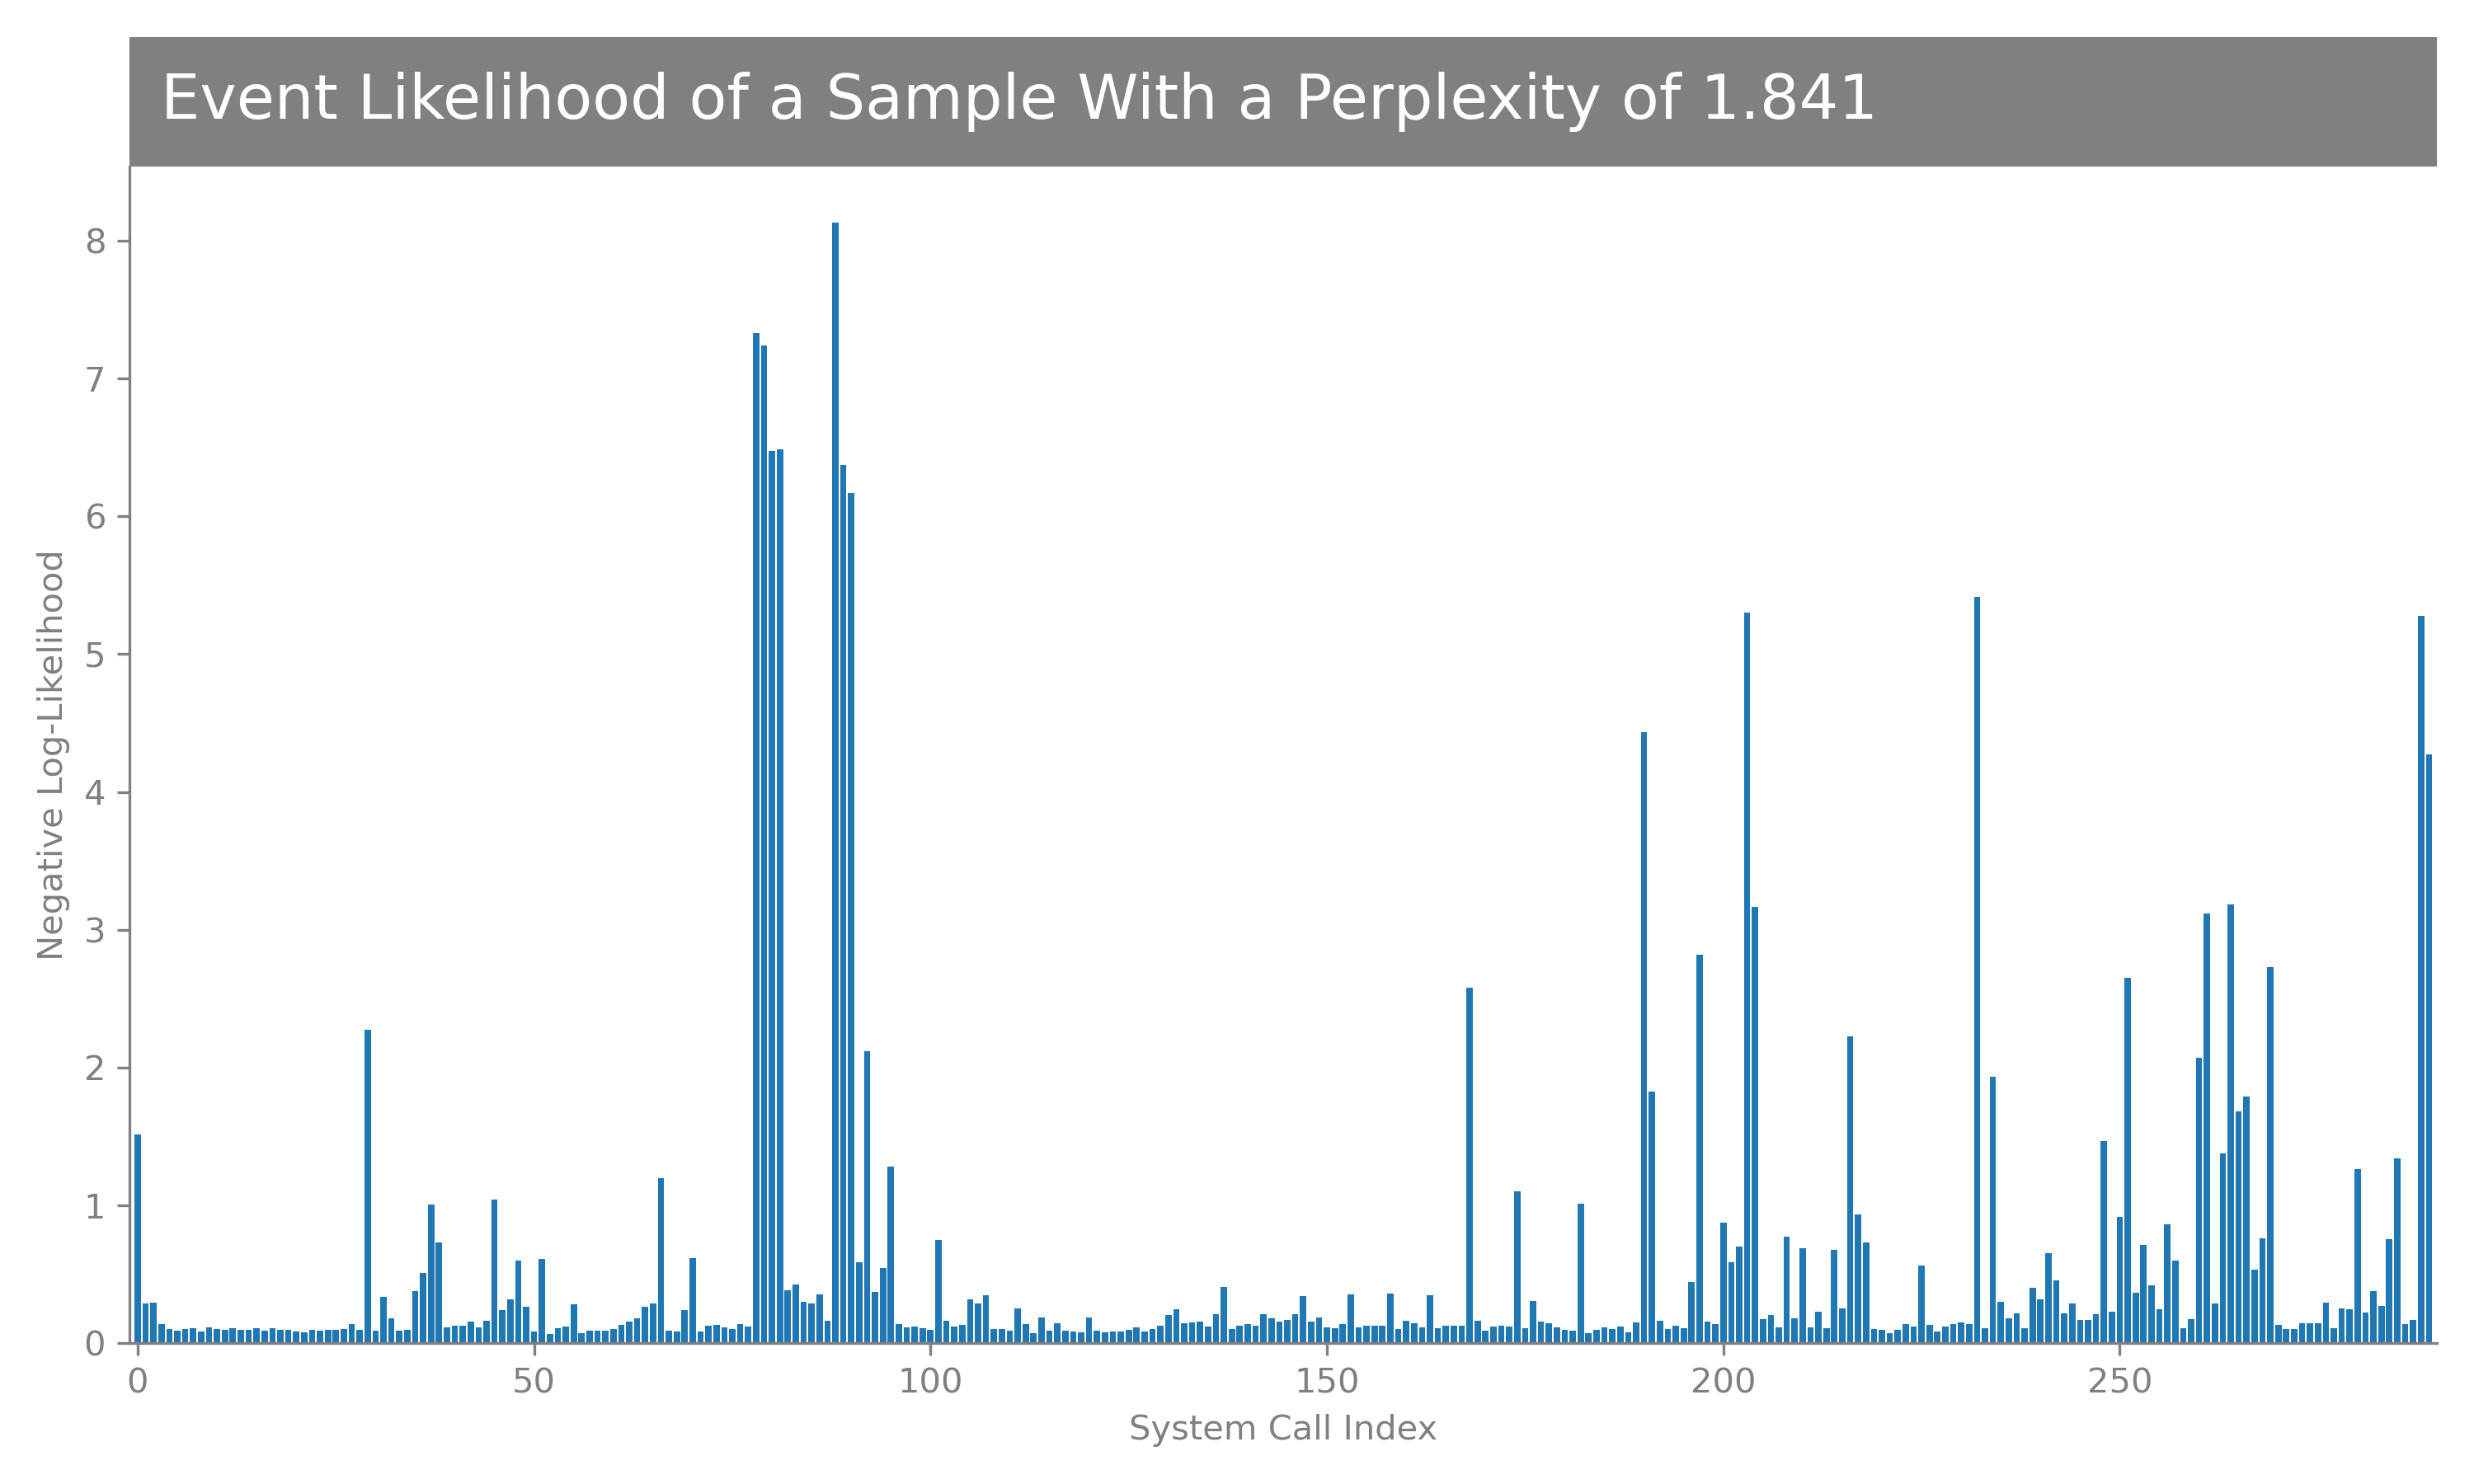 Event Likelihood of a Sample With a Perplexity of 1.841
8
7
6
5
4
3
2
1
0
Negative Log-Likelihood
0 50 100 150 200 250
System Call Index